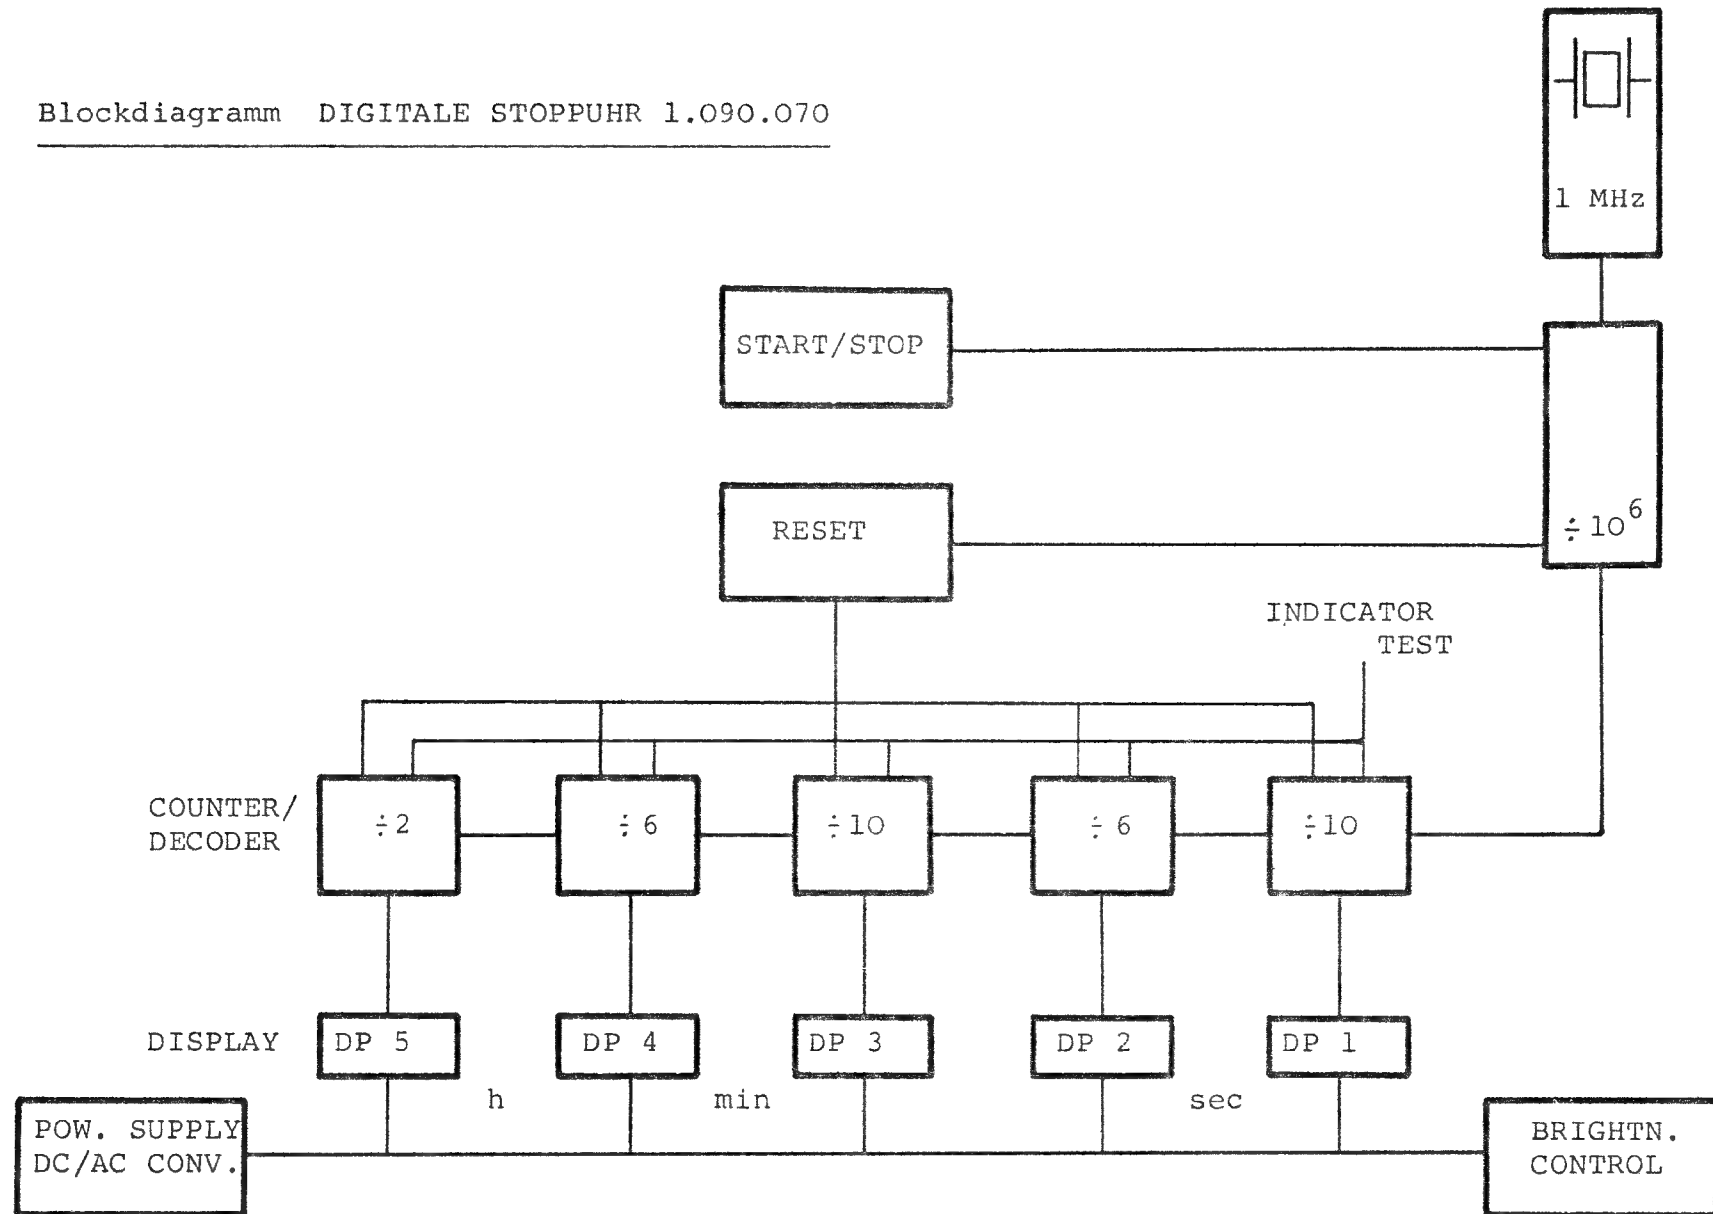 Blockdiagramm DIGITALE STOPPUHR 1.090.070
1 MHz
START/STOP
RESET
÷10⁶
INDICATOR
TEST
COUNTER/
DECODER
÷2
÷6
÷10
÷6
÷10
DISPLAY
DP 5
DP 4
DP 3
DP 2
DP 1
h
min
sec
POW. SUPPLY
DC/AC CONV.
BRIGHTN.
CONTROL